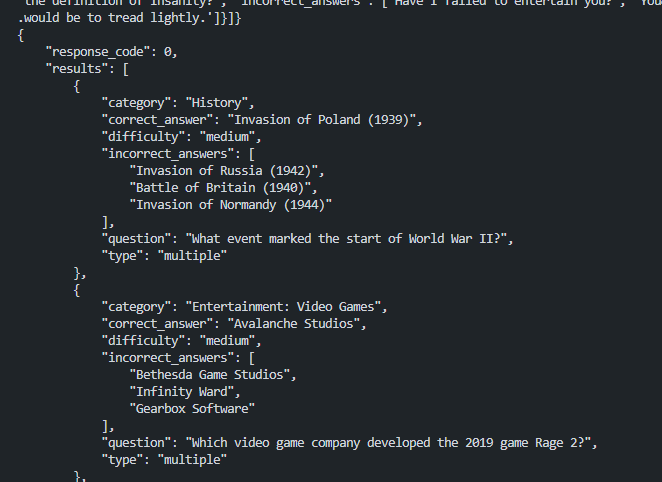 the definition of insanity?", 'incorrect_answers': ['Have I failed to entertain you?', 'You
.would be to tread lightly.']}]}
{
    "response_code": 0,
    "results": [
        {
            "category": "History",
            "correct_answer": "Invasion of Poland (1939)",
            "difficulty": "medium",
            "incorrect_answers": [
                "Invasion of Russia (1942)",
                "Battle of Britain (1940)",
                "Invasion of Normandy (1944)"
            ],
            "question": "What event marked the start of World War II?",
            "type": "multiple"
        },
        {
            "category": "Entertainment: Video Games",
            "correct_answer": "Avalanche Studios",
            "difficulty": "medium",
            "incorrect_answers": [
                "Bethesda Game Studios",
                "Infinity Ward",
                "Gearbox Software"
            ],
            "question": "Which video game company developed the 2019 game Rage 2?",
            "type": "multiple"
        },